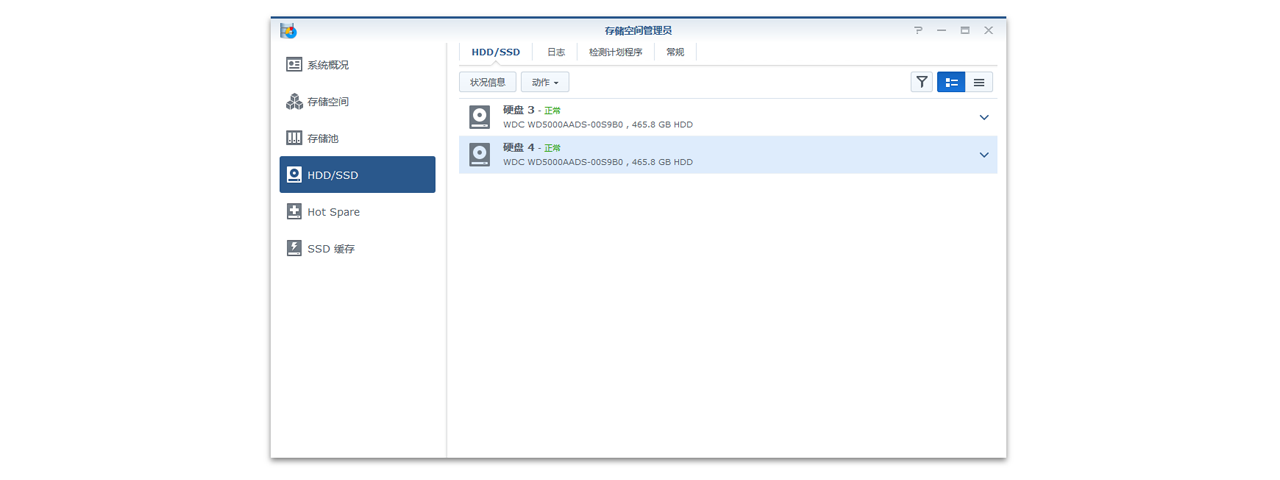 存储空间管理员
系统概况
存储空间
存储池
HDD/SSD
Hot Spare
SSD 缓存
HDD/SSD 日志 检测计划程序 常规
状况信息 动作
硬盘 3 - 正常
WDC WD5000AADS-00S9B0 , 465.8 GB HDD
硬盘 4 - 正常
WDC WD5000AADS-00S9B0 , 465.8 GB HDD